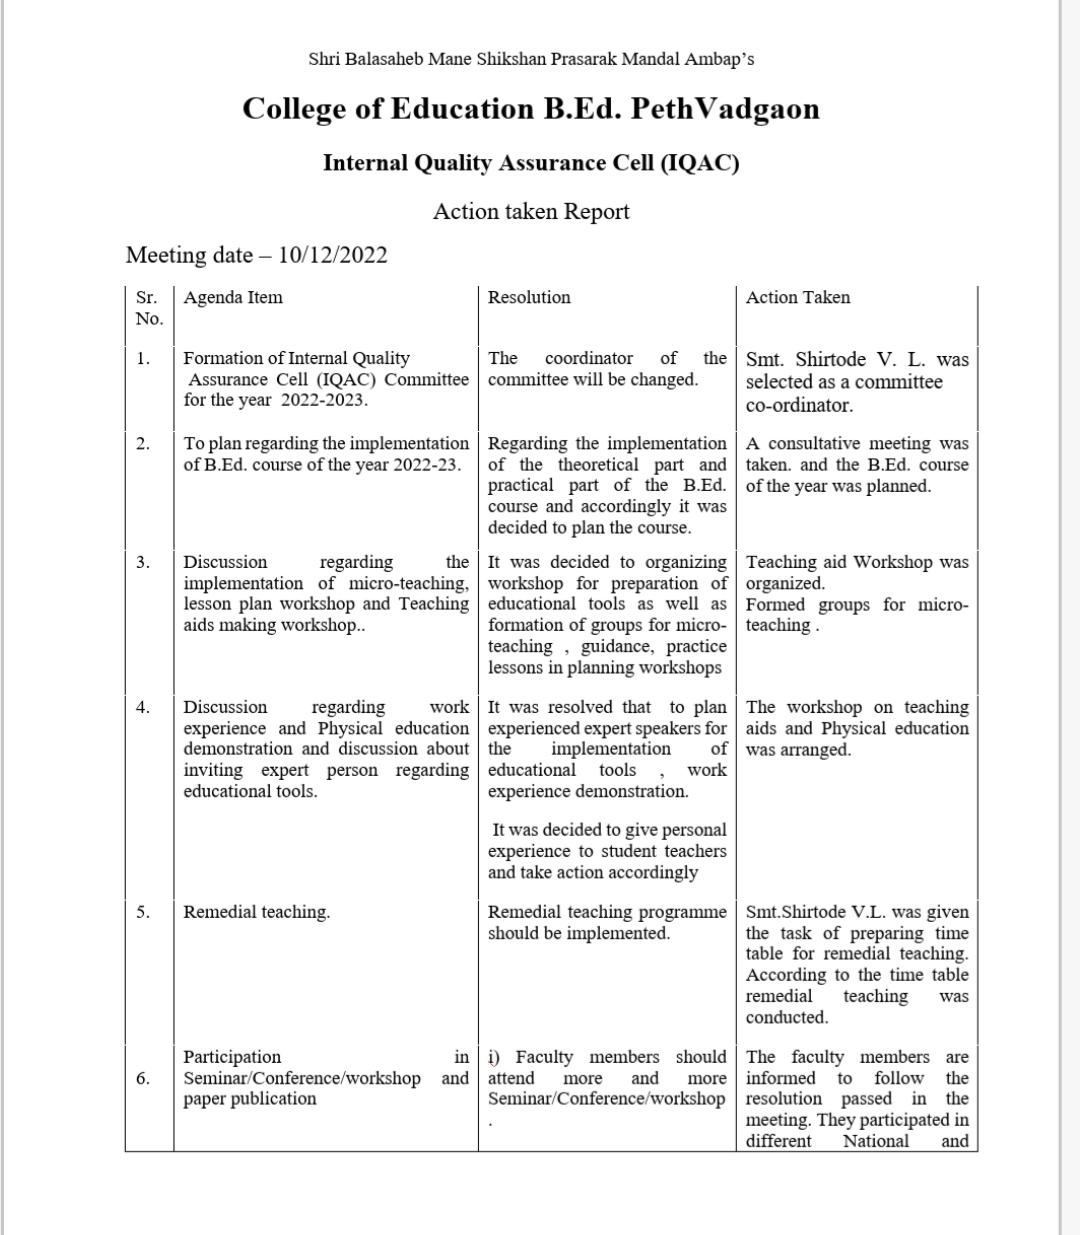 Shri Balasaheb Mane Shikshan Prasarak Mandal Ambap's
College of Education B.Ed. PethVadgaon
Internal Quality Assurance Cell (IQAC)
Action taken Report
Meeting date – 10/12/2022
Sr.
No.
Agenda Item
Resolution
Action Taken
1.
Formation of Internal Quality
Assurance Cell (IQAC) Committee
for the year 2022-2023.
The coordinator of the
committee will be changed.
Smt. Shirtode V. L. was
selected as a committee
co-ordinator.
2.
To plan regarding the implementation
of B.Ed. course of the year 2022-23.
Regarding the implementation
of the theoretical part and
practical part of the B.Ed.
course and accordingly it was
decided to plan the course.
A consultative meeting was
taken. and the B.Ed. course
of the year was planned.
3.
Discussion regarding the
implementation of micro-teaching,
lesson plan workshop and Teaching
aids making workshop..
It was decided to organizing
workshop for preparation of
educational tools as well as
formation of groups for micro-
teaching , guidance, practice
lessons in planning workshops
Teaching aid Workshop was
organized.
Formed groups for micro-
teaching .
4.
Discussion regarding work
experience and Physical education
demonstration and discussion about
inviting expert person regarding
educational tools.
It was resolved that to plan
experienced expert speakers for
the implementation of
educational tools , work
experience demonstration.
It was decided to give personal
experience to student teachers
and take action accordingly
The workshop on teaching
aids and Physical education
was arranged.
5.
Remedial teaching.
Remedial teaching programme
should be implemented.
Smt.Shirtode V.L. was given
the task of preparing time
table for remedial teaching.
According to the time table
remedial teaching was
conducted.
6.
Participation in
Seminar/Conference/workshop and
paper publication
i) Faculty members should
attend more and more
Seminar/Conference/workshop
.
The faculty members are
informed to follow the
resolution passed in the
meeting. They participated in
different National and